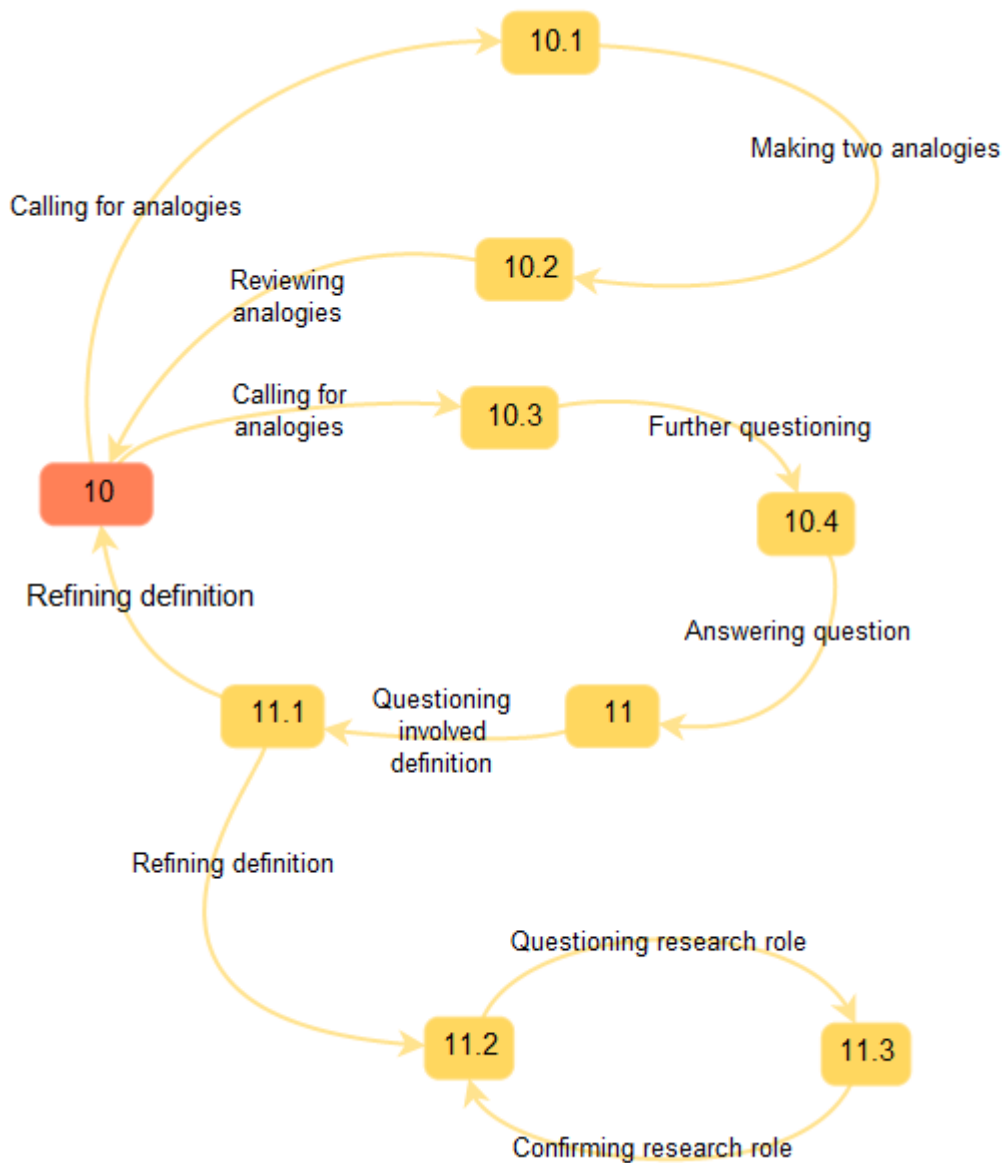 10.1
Making two analogies
Calling for analogies
10.2
Reviewing
analogies
Calling for
analogies
10.3
Further questioning
10
10.4
Refining definition
Answering question
11.1
Questioning
involved
definition
11
Refining definition
Questioning research role
11.2
11.3
Confirming research role